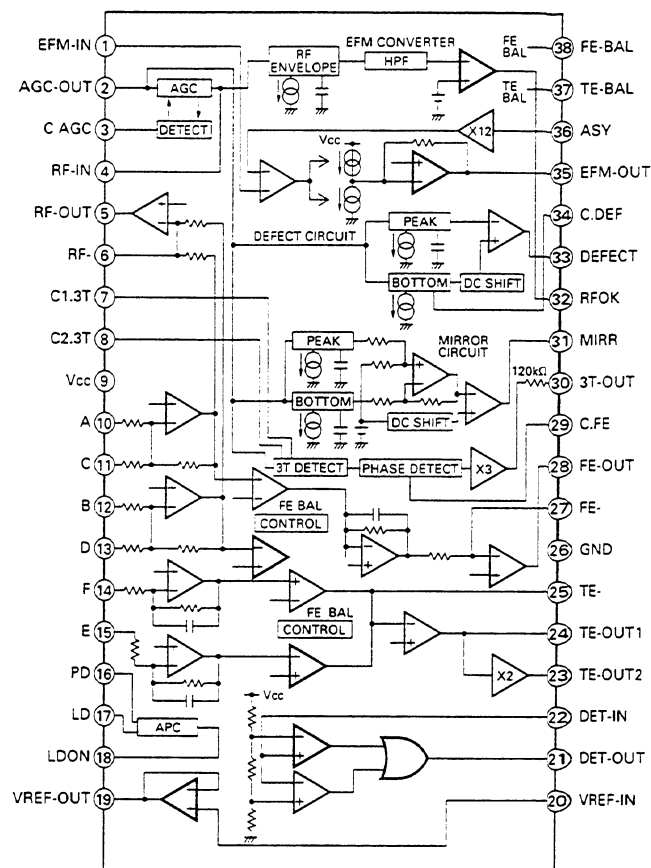 EFM-IN 1
AGC-OUT 2
C AGC 3
RF-IN 4
RF-OUT 5
RF- 6
C1.3T 7
C2.3T 8
Vcc 9
A 10
C 11
B 12
D 13
F 14
E 15
PD 16
LD 17
LDON 18
VREF-OUT 19
AGC
DETECT
RF
ENVELOPE
EFM CONVERTER
HPF
FE
BAL
TE
BAL
X12
Vcc
DEFECT CIRCUIT
PEAK
BOTTOM
DC SHIFT
PEAK
MIRROR
CIRCUIT
BOTTOM
DC SHIFT
120kΩ
3T DETECT
PHASE DETECT
X3
FE BAL
CONTROL
FE BAL
CONTROL
X2
APC
Vcc
38 FE-BAL
37 TE-BAL
36 ASY
35 EFM-OUT
34 C.DEF
33 DEFECT
32 RFOK
31 MIRR
30 3T-OUT
29 C.FE
28 FE-OUT
27 FE-
26 GND
25 TE-
24 TE-OUT1
23 TE-OUT2
22 DET-IN
21 DET-OUT
20 VREF-IN